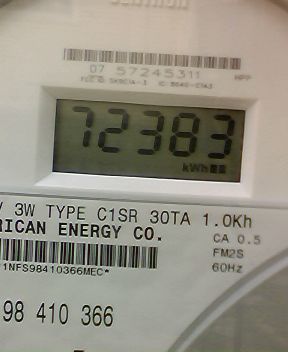 07 57245311
72383
kWh
V 3W TYPE C1SR 30TA 1.0Kh
RICAN ENERGY CO.
CA 0.5
FM2S
60Hz
1NFS98410366MEC*
98 410 366